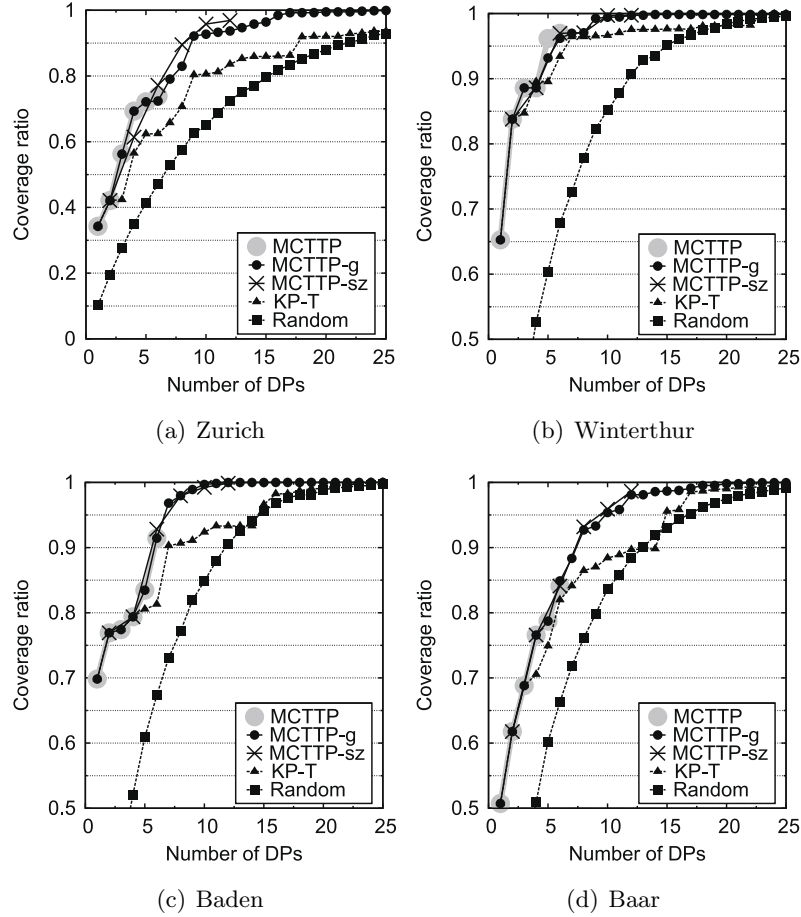 Coverage ratio
1
0.8
0.6
0.4
0.2
0
0 5 10 15 20 25
Number of DPs
MCTTP
MCTTP-g
MCTTP-sz
KP-T
Random
(a) Zurich
Coverage ratio
1
0.9
0.8
0.7
0.6
0.5
0 5 10 15 20 25
Number of DPs
MCTTP
MCTTP-g
MCTTP-sz
KP-T
Random
(b) Winterthur
Coverage ratio
1
0.9
0.8
0.7
0.6
0.5
0 5 10 15 20 25
Number of DPs
MCTTP
MCTTP-g
MCTTP-sz
KP-T
Random
(c) Baden
Coverage ratio
1
0.9
0.8
0.7
0.6
0.5
0 5 10 15 20 25
Number of DPs
MCTTP
MCTTP-g
MCTTP-sz
KP-T
Random
(d) Baar